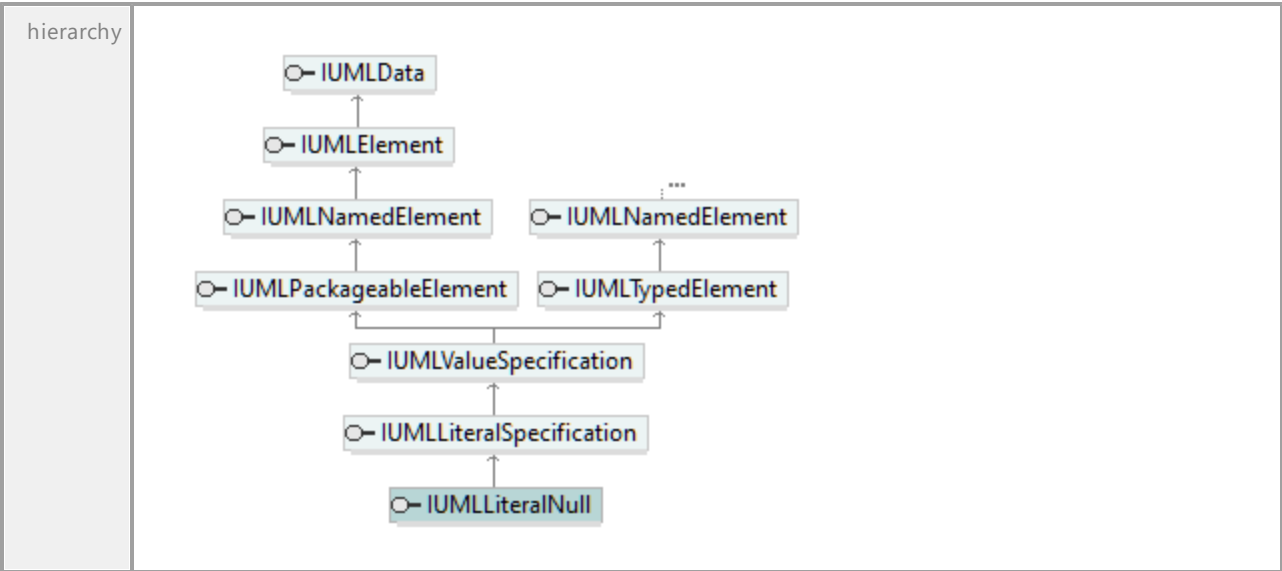 hierarchy
IUMLData
IUMLElement
...
IUMLNamedElement
IUMLNamedElement
IUMLPackageableElement
IUMLTypedElement
IUMLValueSpecification
IUMLLiteralSpecification
IUMLLiteralNull